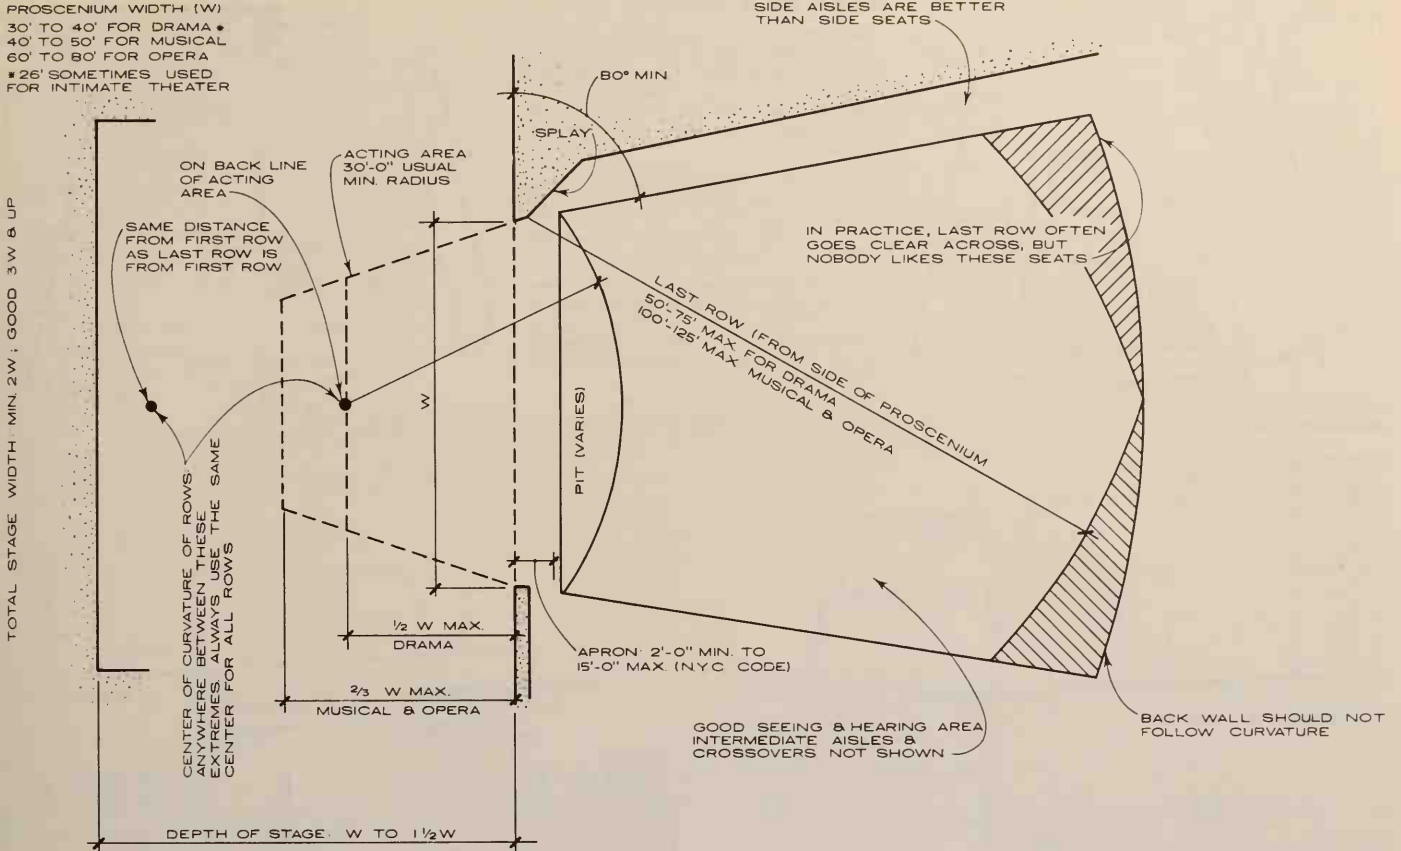 PROSCENIUM WIDTH (W)
30' TO 40' FOR DRAMA *
40' TO 50' FOR MUSICAL
60' TO 80' FOR OPERA
* 26' SOMETIMES USED
FOR INTIMATE THEATER
SIDE AISLES ARE BETTER
THAN SIDE SEATS
80° MIN
SPLAY
ON BACK LINE
OF ACTING
AREA
ACTING AREA
30'-0" USUAL
MIN. RADIUS
SAME DISTANCE
FROM FIRST ROW
AS LAST ROW IS
FROM FIRST ROW
IN PRACTICE, LAST ROW OFTEN
GOES CLEAR ACROSS, BUT
NOBODY LIKES THESE SEATS
LAST ROW (FROM SIDE OF PROSCENIUM
50'-75' MAX FOR DRAMA
100'-125' MAX MUSICAL & OPERA
TOTAL STAGE WIDTH MIN. 2W; GOOD 3W & UP
W
PIT (VARIES)
CENTER OF CURVATURE OF ROWS
ANYWHERE BETWEEN THESE
EXTREMES. ALWAYS USE THE SAME
CENTER FOR ALL ROWS
1/2 W MAX.
DRAMA
2/3 W MAX.
MUSICAL & OPERA
APRON: 2'-0" MIN. TO
15'-0" MAX. (N.Y.C CODE)
GOOD SEEING & HEARING AREA
INTERMEDIATE AISLES &
CROSSOVERS NOT SHOWN
BACK WALL SHOULD NOT
FOLLOW CURVATURE
DEPTH OF STAGE: W TO 1 1/2 W